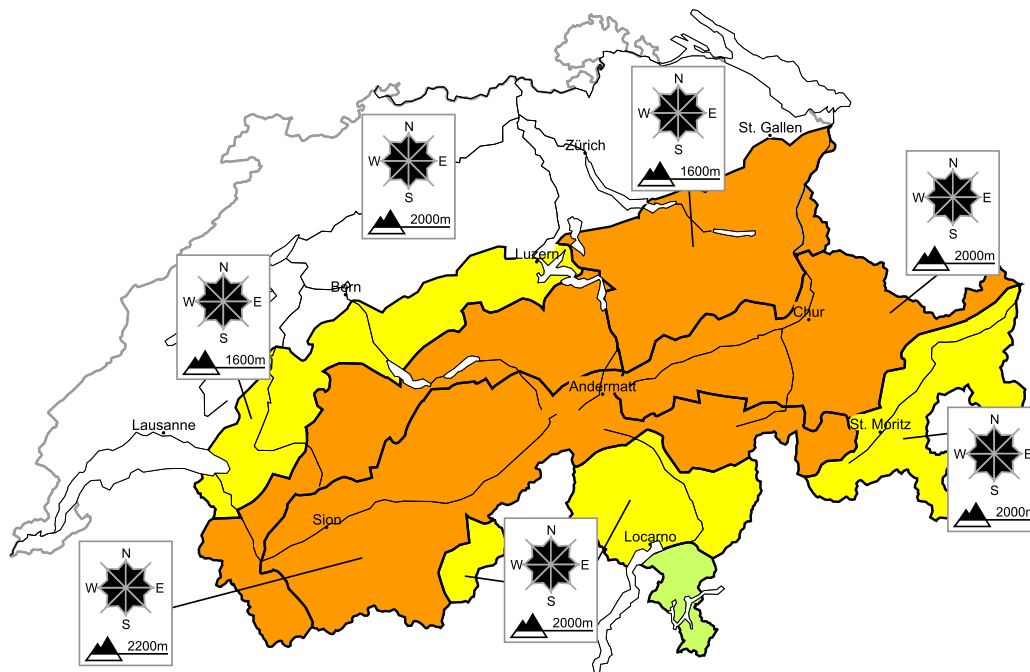 N
W E
S
1600m
St. Gallen
N
W E
S
2000m
Zürich
N
W E
S
2000m
Luzern
N
W E
S
1600m
Bern
Chur
Andermatt
Lausanne
St. Moritz
N
W E
S
2000m
Sion
Locarno
N
W E
S
2000m
N
W E
S
2200m